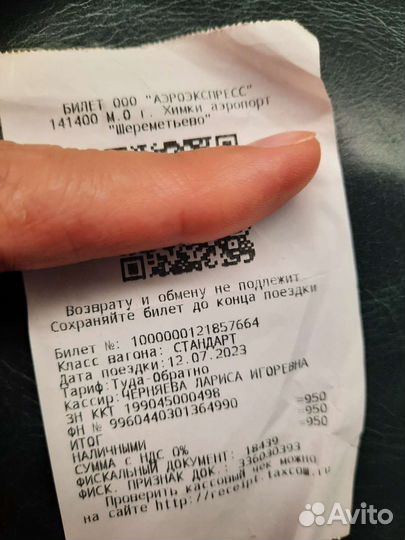 БИЛЕТ ООО "АЭРОЭКСПРЕСС"
141400 М.О Г. Химки аэропорт
"Шереметьево"
Возврату и обмену не подлежит
Сохраняйте билет до конца поездки
Билет №: 1000000121857664
Класс вагона: СТАНДАРТ
Дата поездки:12.07.2023
Тариф:Туда-Обратно
Кассир:ЧЕРНЯЕВА ЛАРИСА ИГОРЕВНА
ЗН ККТ 199045000498
ФН № 9960440301364990
ИТОГ =950
НАЛИЧНЫМИ =950
СУММА С НДС 0% =950
ФИСКАЛЬНЫЙ ДОКУМЕНТ: 18439
ФИСК. ПРИЗНАК ДОК.: 336030393
Проверить кассовый чек можно
на сайте http://receipt.taxcom.ru
Avito